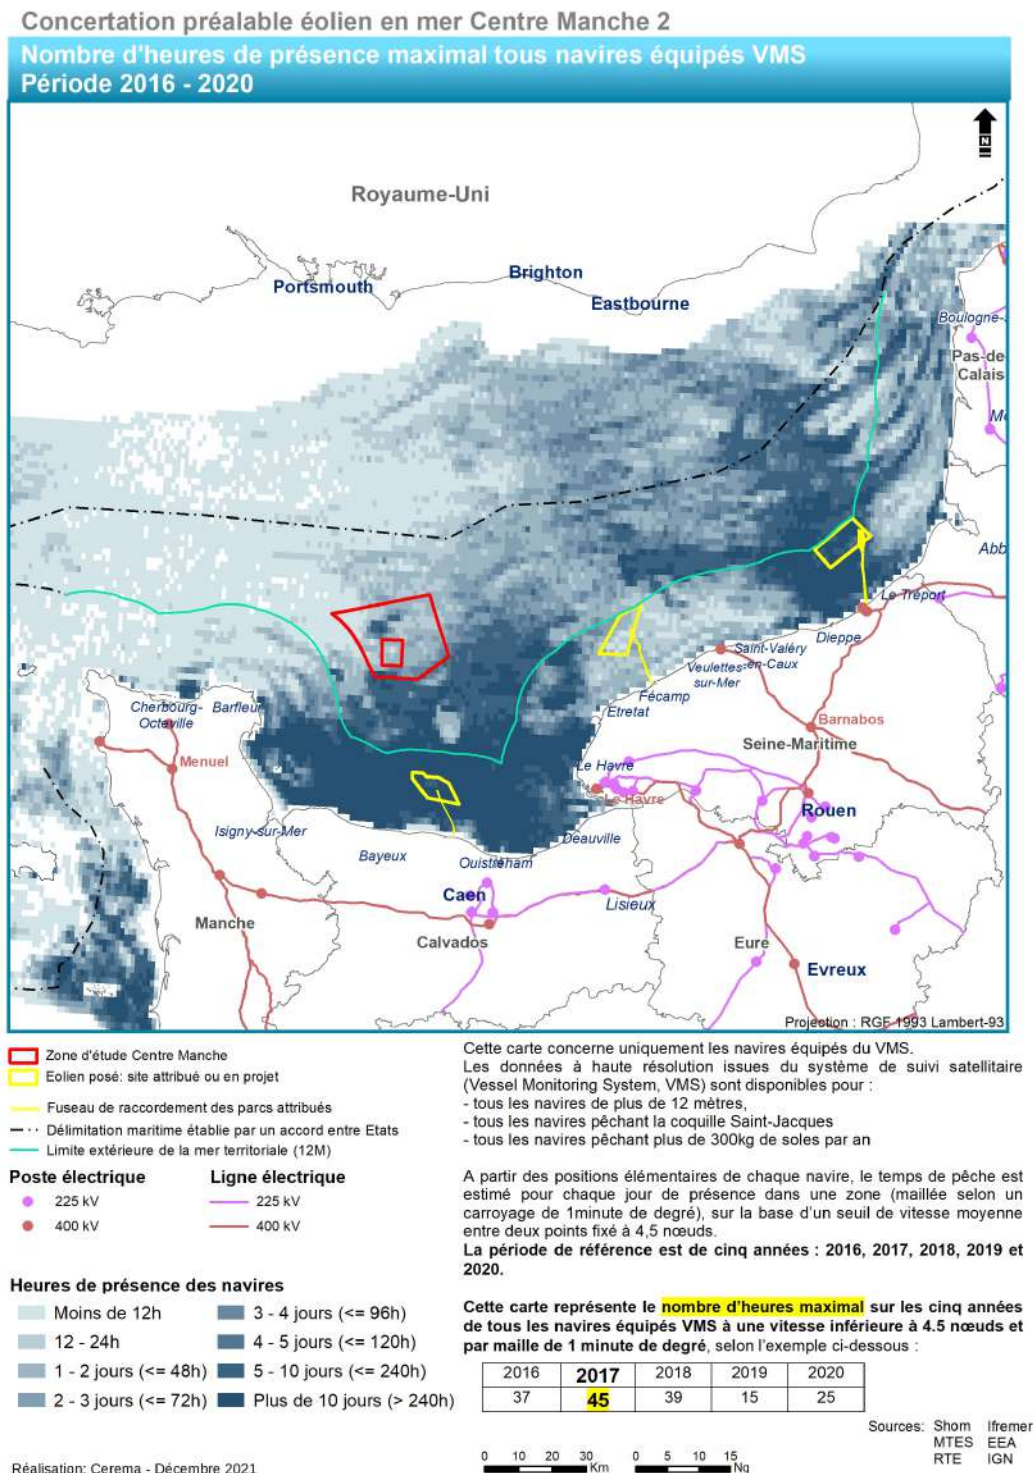 Concertation préalable éolien en mer Centre Manche 2
Nombre d'heures de présence maximal tous navires équipés VMS
Période 2016 - 2020
N
Royaume-Uni
Brighton
Portsmouth
Eastbourne
Boulogne-
Pas-de
Calais
Abb
Le Treport
Dieppe
Saint-Valéry
-en-Caux
Veulettes-
sur-Mer
Fécamp
Etretat
Cherbourg-
Octeville
Barfleur
Barnabos
Seine-Maritime
Menuel
Le Havre
Le Havre
Rouen
Isigny-sur-Mer
Deauville
Bayeux
Ouistreham
Caen
Lisieux
Manche
Calvados
Eure
Evreux
Projection : RGF 1993 Lambert-93
Zone d'étude Centre Manche
Eolien posé: site attribué ou en projet
Fuseau de raccordement des parcs attribués
Délimitation maritime établie par un accord entre Etats
Limite extérieure de la mer territoriale (12M)
Poste électrique
225 kV
400 kV
Ligne électrique
225 kV
400 kV
Heures de présence des navires
Moins de 12h
12 - 24h
1 - 2 jours (<= 48h)
2 - 3 jours (<= 72h)
3 - 4 jours (<= 96h)
4 - 5 jours (<= 120h)
5 - 10 jours (<= 240h)
Plus de 10 jours (> 240h)
Réalisation: Cerema - Décembre 2021
Cette carte concerne uniquement les navires équipés du VMS.
Les données à haute résolution issues du système de suivi satellitaire
(Vessel Monitoring System, VMS) sont disponibles pour :
- tous les navires de plus de 12 mètres,
- tous les navires pêchant la coquille Saint-Jacques
- tous les navires pêchant plus de 300kg de soles par an
A partir des positions élémentaires de chaque navire, le temps de pêche est
estimé pour chaque jour de présence dans une zone (maillée selon un
carroyage de 1minute de degré), sur la base d'un seuil de vitesse moyenne
entre deux points fixé à 4,5 nœuds.
La période de référence est de cinq années : 2016, 2017, 2018, 2019 et
2020.
Cette carte représente le nombre d'heures maximal sur les cinq années
de tous les navires équipés VMS à une vitesse inférieure à 4.5 nœuds et
par maille de 1 minute de degré, selon l'exemple ci-dessous :
2016 2017 2018 2019 2020
37 45 39 15 25
Sources: Shom Ifremer
MTES EEA
RTE IGN
0 10 20 30
Km
0 5 10 15
Nq